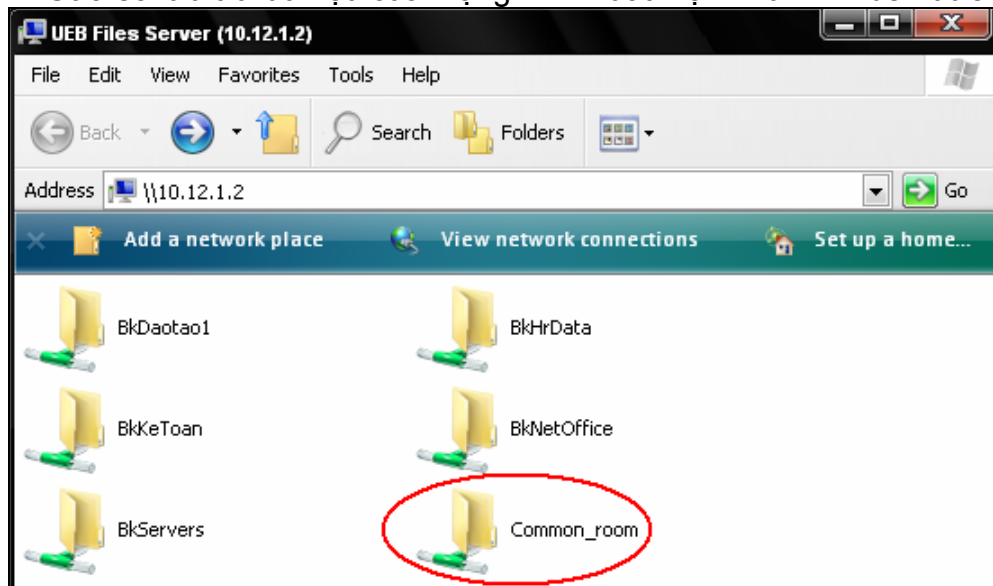 UEB Files Server (10.12.1.2)
File Edit View Favorites Tools Help
Back Search Folders
Address \\10.12.1.2 Go
Add a network place View network connections Set up a home...
BkDaotao1 BkHrData
BkKeToan BkNetOffice
BkServers Common_room